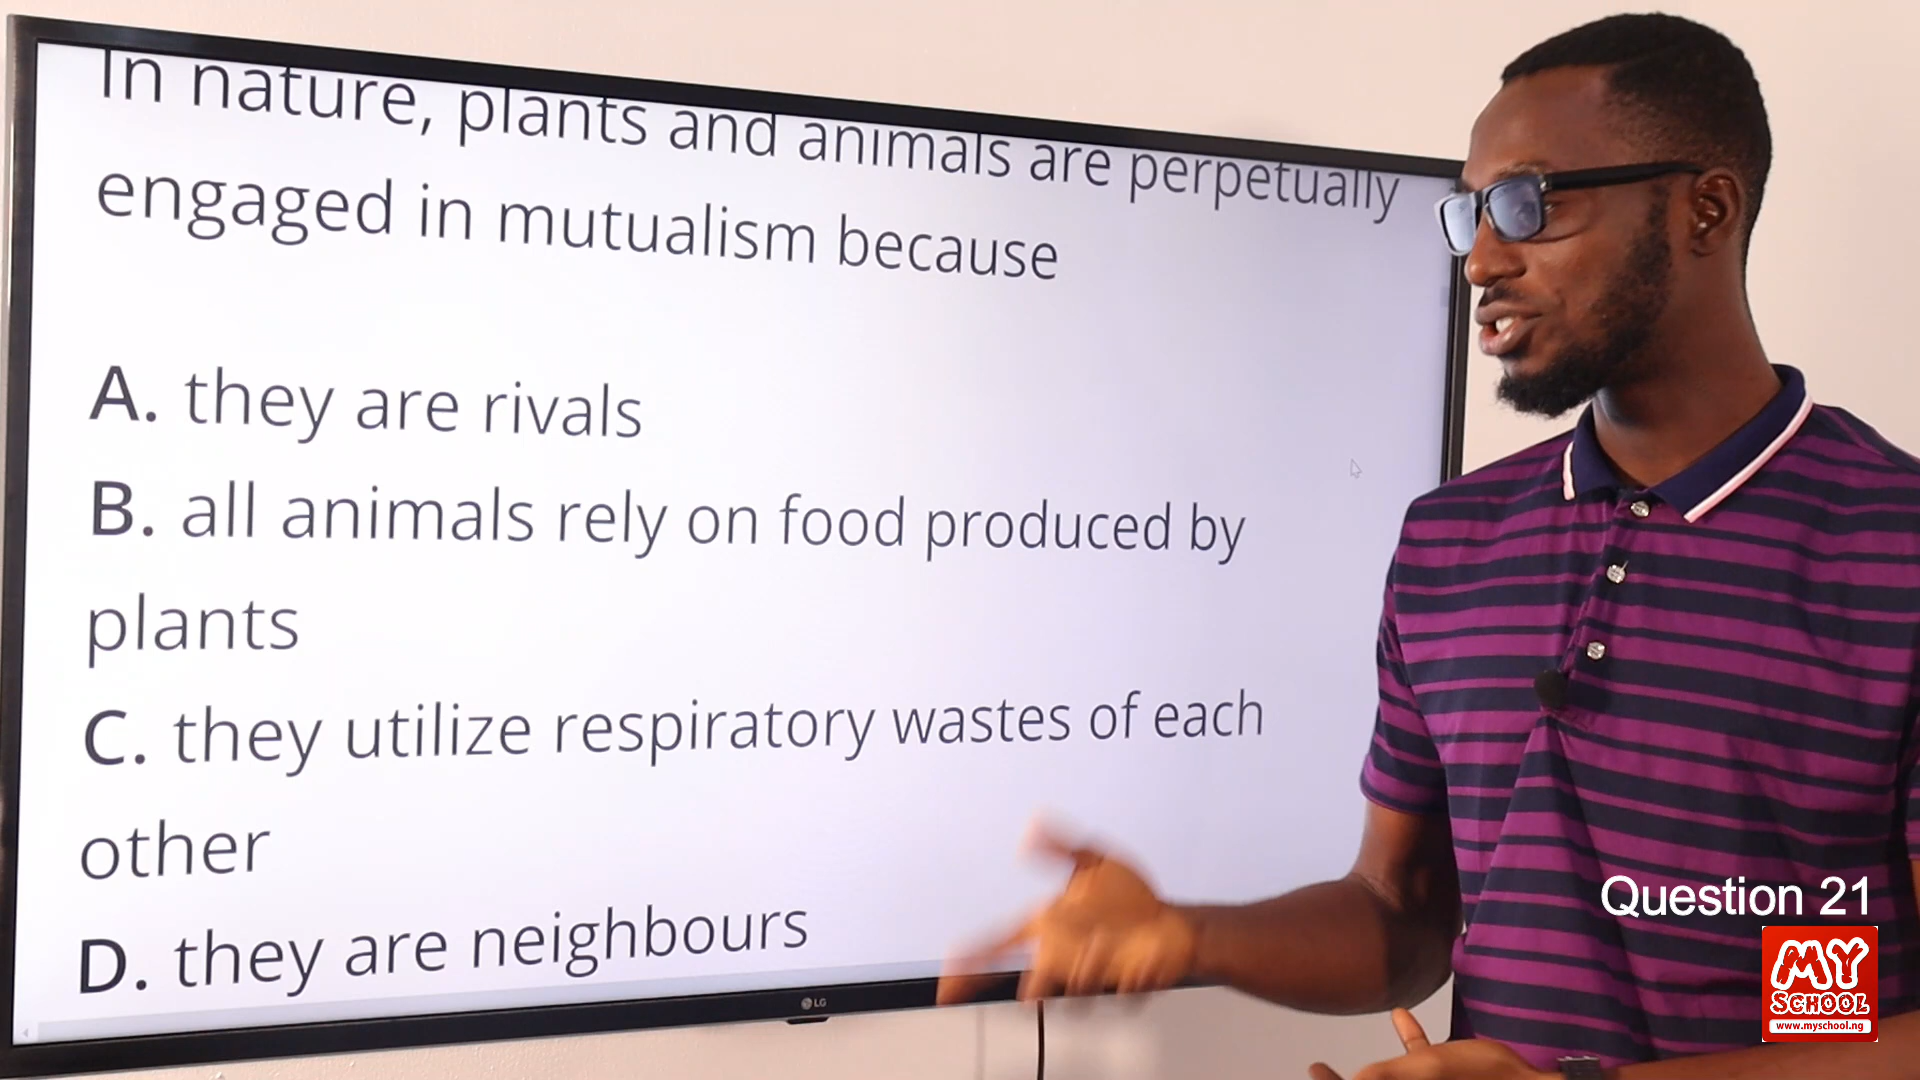 In nature, plants and animals are perpetually
engaged in mutualism because
A. they are rivals
B. all animals rely on food produced by
plants
C. they utilize respiratory wastes of each
other
D. they are neighbours
LG
Question 21
MY
SCHOOL
www.myschool.ng